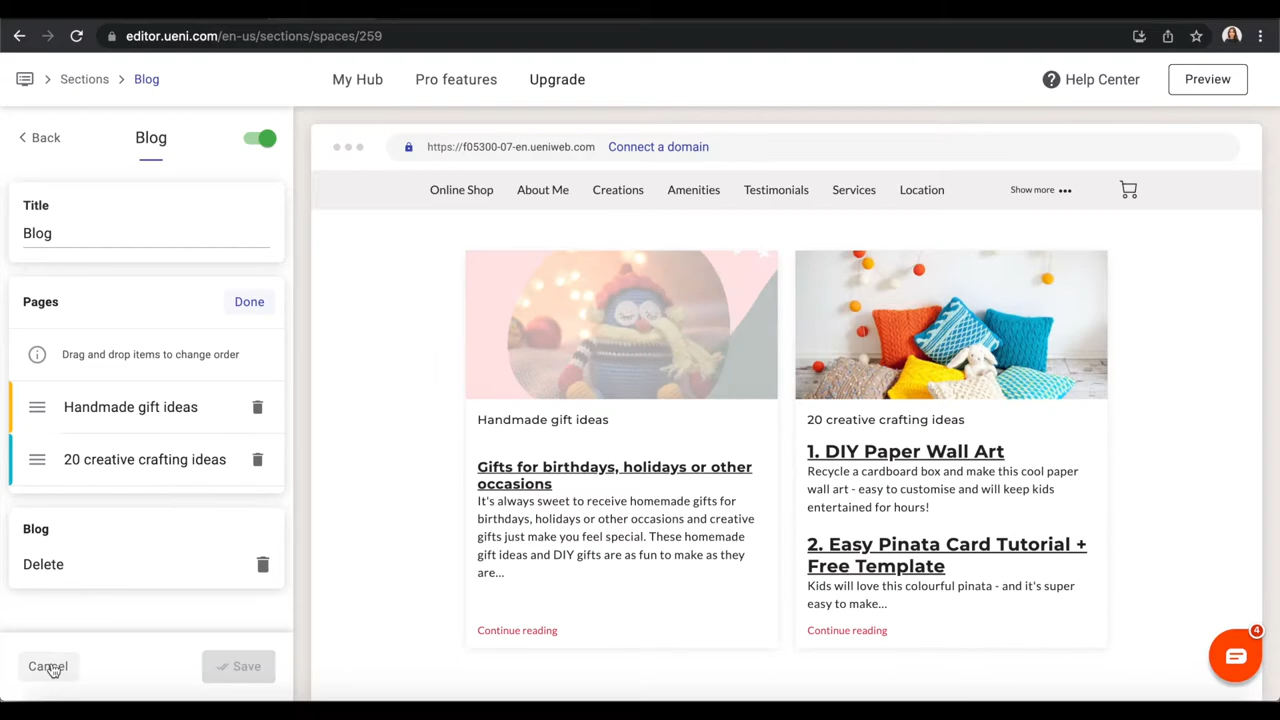 editor.ueni.com/en-us/sections/spaces/259
Sections > Blog
My Hub
Pro features
Upgrade
Help Center
Preview
Back
Blog
https://f05300-07-en.ueniweb.com
Connect a domain
Online Shop
About Me
Creations
Amenities
Testimonials
Services
Location
Show more
Title
Blog
Pages
Done
Drag and drop items to change order
Handmade gift ideas
20 creative crafting ideas
Blog
Delete
Cancel
Save
Handmade gift ideas
Gifts for birthdays, holidays or other
occasions
It's always sweet to receive homemade gifts for
birthdays, holidays or other occasions and creative
gifts just make you feel special. These homemade
gift ideas and DIY gifts are as fun to make as they
are...
Continue reading
20 creative crafting ideas
1. DIY Paper Wall Art
Recycle a cardboard box and make this cool paper
wall art - easy to customise and will keep kids
entertained for hours!
2. Easy Pinata Card Tutorial +
Free Template
Kids will love this colourful pinata - and it's super
easy to make...
Continue reading
4